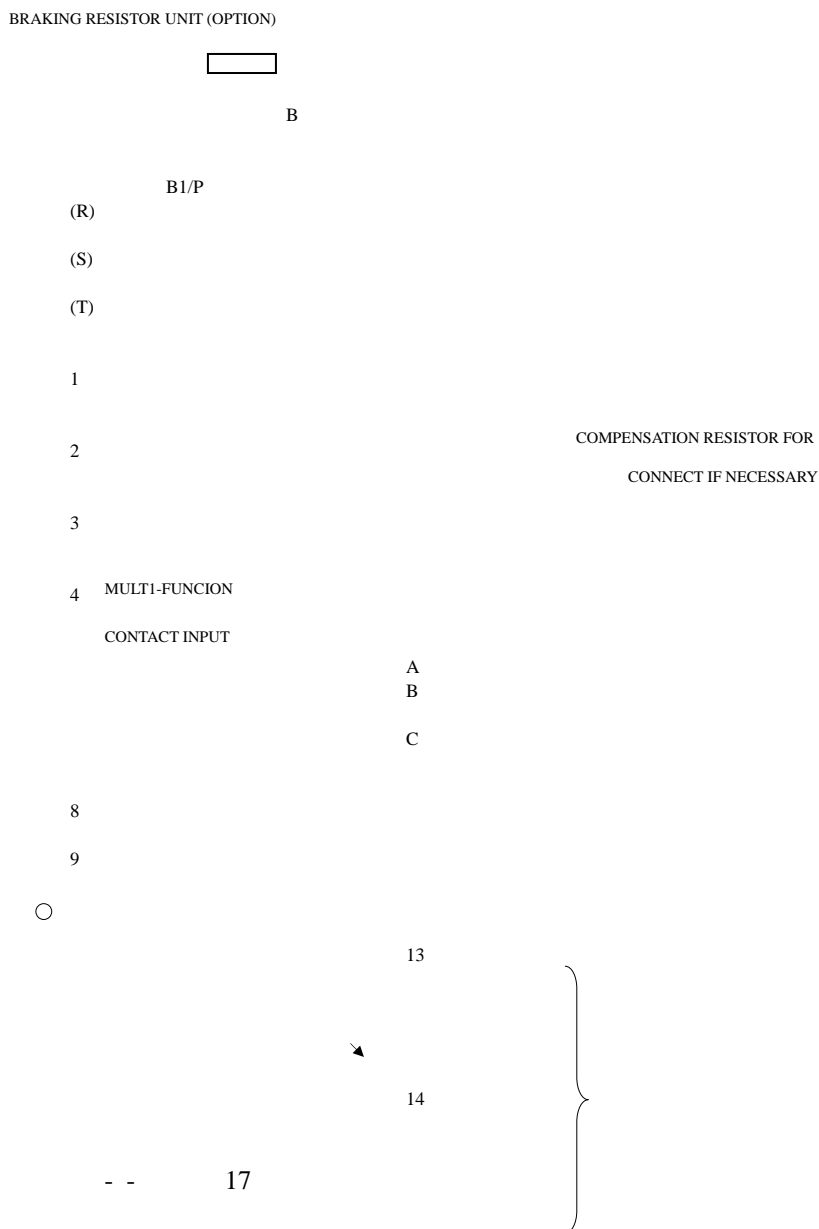 BRAKING RESISTOR UNIT (OPTION)
B
B1/P
(R)
(S)
(T)
1
COMPENSATION RESISTOR FOR
2
CONNECT IF NECESSARY
3
4 MULT1-FUNCION
CONTACT INPUT
A
B
C
8
9
13
14
- - 17